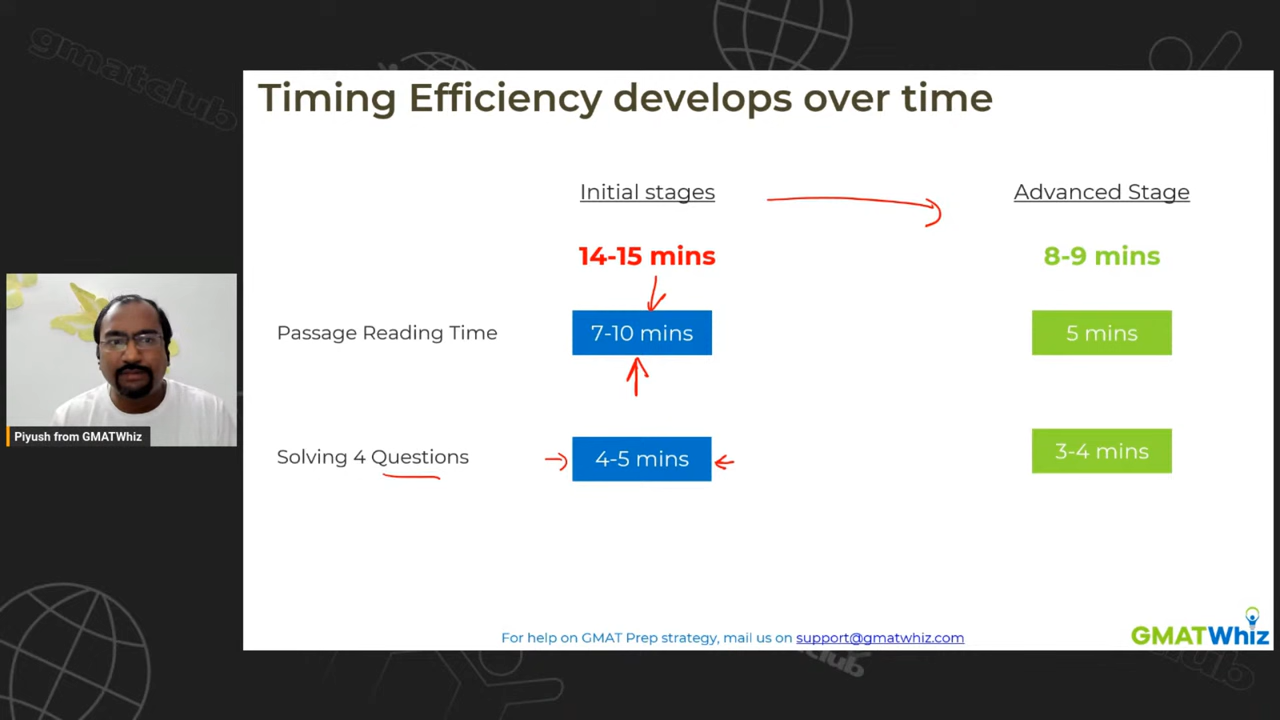 gmatclub
Timing Efficiency develops over time
Initial stages
Advanced Stage
14-15 mins
8-9 mins
Passage Reading Time
7-10 mins
5 mins
Piyush from GMATWhiz
Solving 4 Questions
4-5 mins
3-4 mins
For help on GMAT Prep strategy, mail us on support@gmatwhiz.com
GMATWhiz